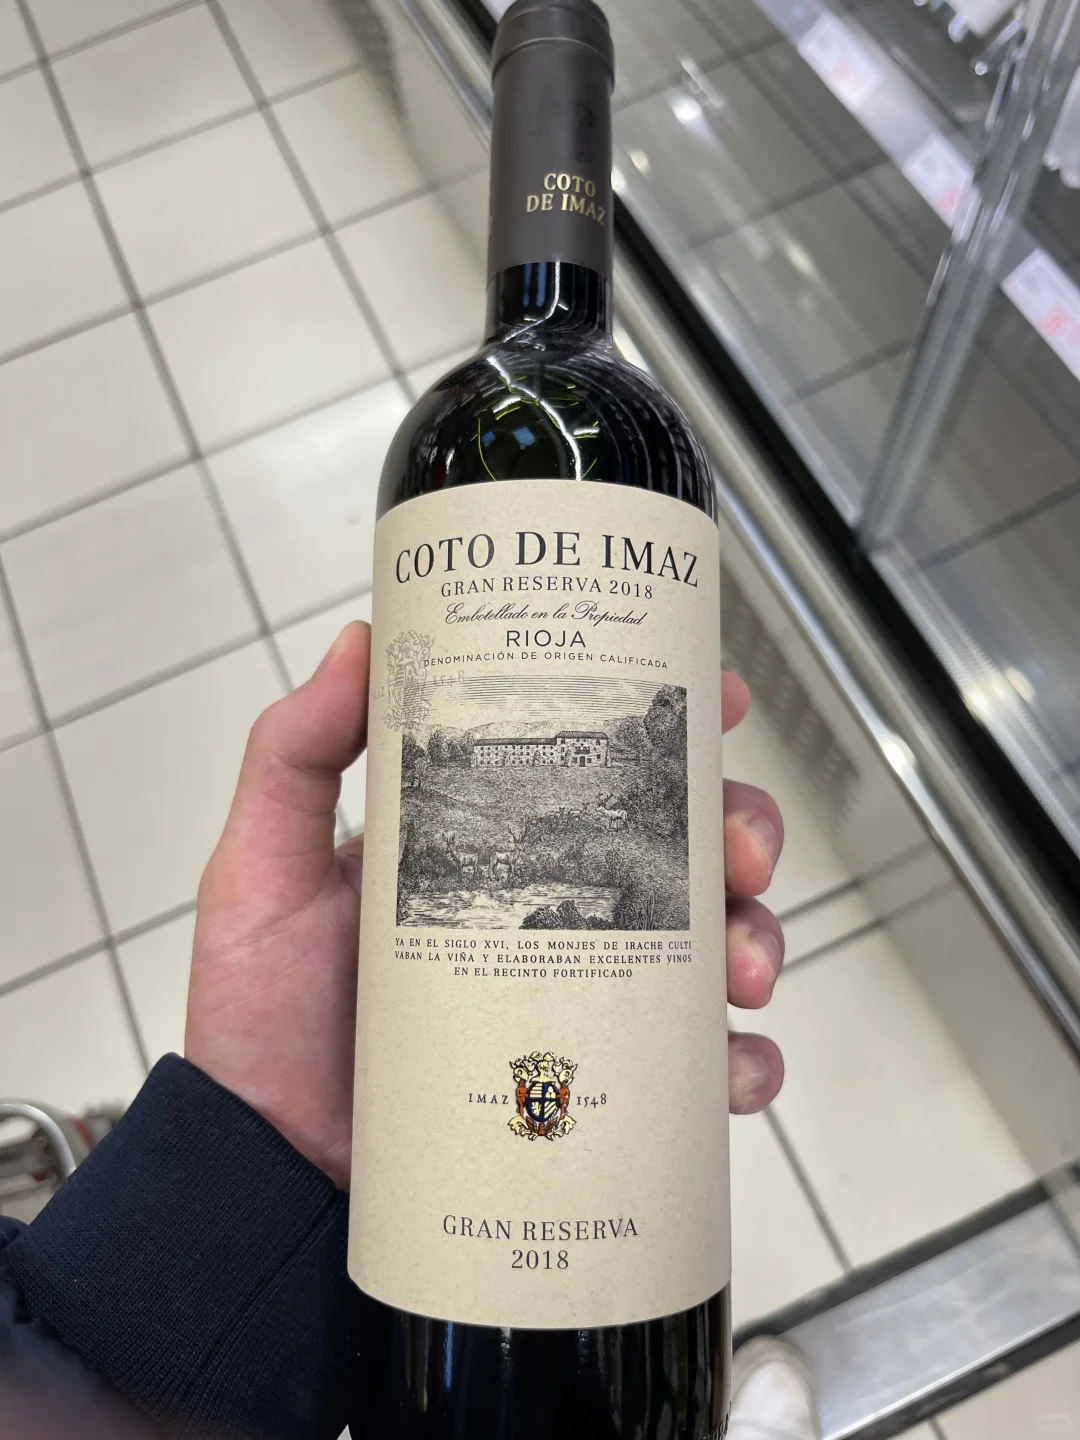 COTO
DE IMAZ
COTO DE IMAZ
GRAN RESERVA 2018
Embotellado en la Propiedad
RIOJA
DENOMINACIÓN DE ORIGEN CALIFICADA
YA EN EL SIGLO XVI, LOS MONJES DE IRACHE CULTI
VABAN LA VIÑA Y ELABORABAN EXCELENTES VINOS
EN EL RECINTO FORTIFICADO
IMAZ 1548
GRAN RESERVA
2018